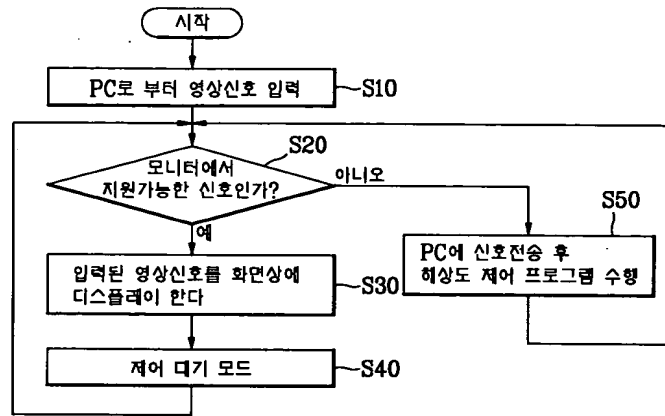 시작
PC로 부터 영상신호 입력
S10
S20
모니터에서
지원가능한 신호인가?
아니오
예
S50
PC에 신호전송 후
해상도 제어 프로그램 수행
입력된 영상신호를 화면상에
디스플레이 한다
S30
제어 대기 모드
S40